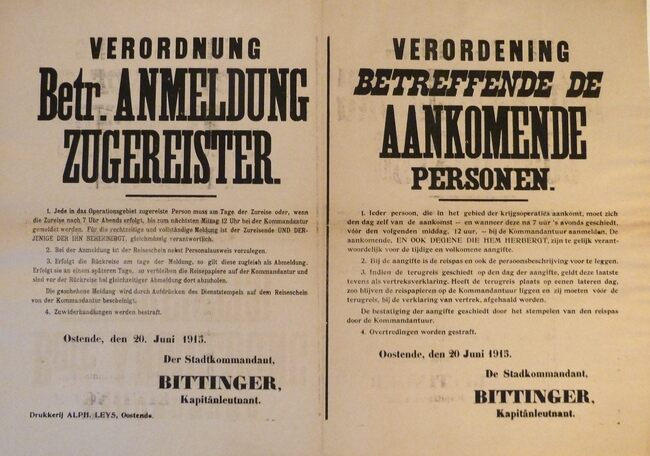 VERORDNUNG
Betr. ANMELDUNG
ZUGEREISTER.
1. Jede in das Operationsgebiet zugereiste Person muss am Tage der Zureise oder, wenn
die Zureise nach 7 Uhr Abends erfolgt, bis zum nächsten Mittag 12 Uhr bei der Kommandantur
gemeldet werden. Für die rechtzeitige und vollständige Meldung ist der Zureisende UND DER-
JENIGE DER IHN BEHERBERGT, gleichmässig verantwortlich.
2. Bei der Anmeldung ist der Reiseschein nebst Personalausweis vorzulegen.
3. Erfolgt die Rückreise am tage der Meldung, so gilt diese zugleich als Abmeldung.
Erfolgt sie an einem späteren Tage, so verbleiben die Reisepapiere auf der Kommandantur und
sind vor der Rückreise bei gleichzeitiger Abmeldung dort abzuholen.
Die geschehene Meldung wird durch Aufdrücken des Dienststempels auf dem Reiseschein
von der Kommandantur bescheinigt.
4. Zuwiderhandlungen werden bestraft.
Ostende, den 20. Juni 1915.
Der Stadtkommandant,
BITTINGER,
Kapitänleutnant.
Drukkerij ALPH. LEYS, Oostende.
VERORDENING
BETREFFENDE DE
AANKOMENDE
PERSONEN.
1. Ieder persoon, die in het gebied der krijgsoperatiës aankomt, moet zich
den dag zelf van de aankomst — en wanneer deze na 7 uur 's avonds geschiedt,
vóór den volgenden middag, 12 uur, — bij de Kommandantuur aanmelden. De
aankomende, EN OOK DEGENE DIE HEM HERBERGT, zijn te gelijk verant-
woordelijk voor de tijdige en volkomene aangifte.
2. Bij de aangifte is de reispas en ook de persoonsbeschrijving voor te leggen.
3. Indien de terugreis geschiedt op den dag der aangifte, geldt deze laatste
tevens als vertreksverklaring. Heeft de terugreis plaats op eenen lateren dag,
zoo blijven de reispapieren op de Kommandantuur liggen en zij moeten vóór de
terugreis, bij de verklaring van vertrek, afgehaald worden.
De bestatiging der aangifte geschiedt door het stempelen van den reispas
door de Kommandantuur.
4. Overtredingen worden gestraft.
Oostende, den 20 Juni 1915.
De Stadskommandant,
BITTINGER,
Kapitänleutnant.